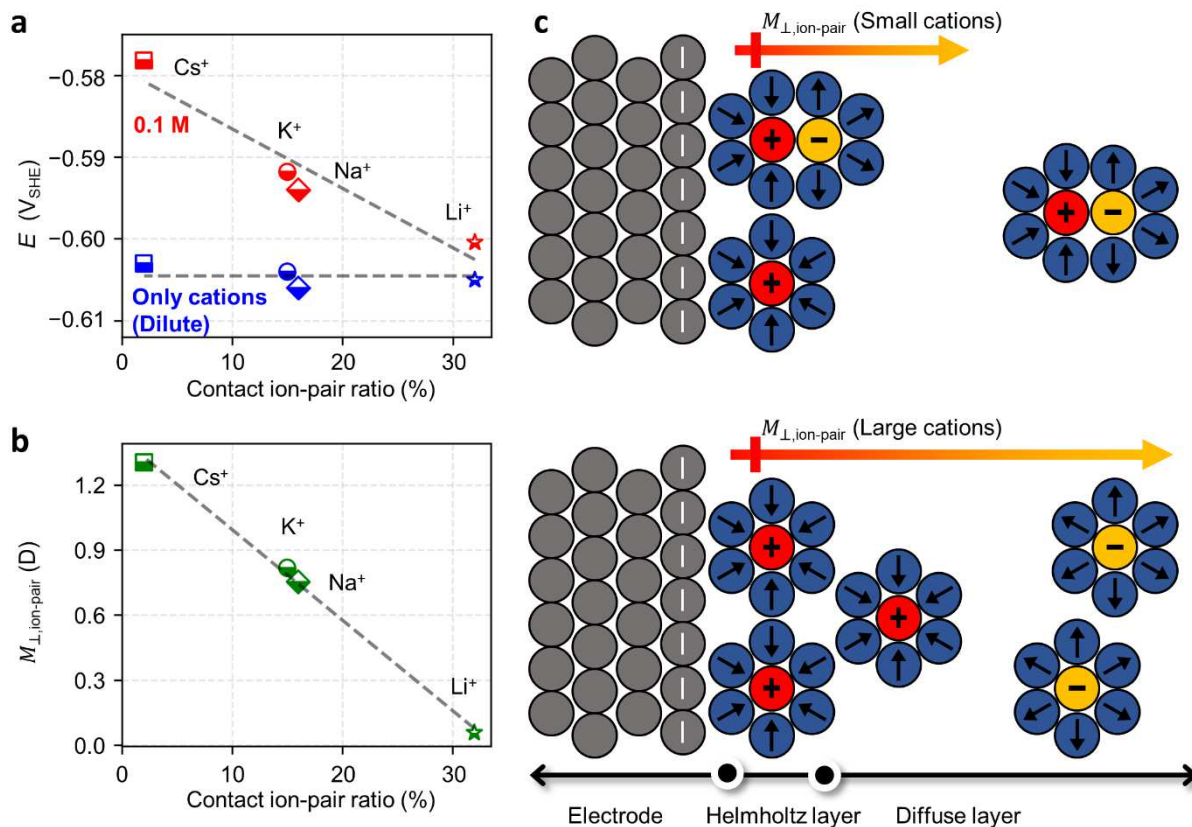 a
E (V_SHE)
−0.58
−0.59
−0.60
−0.61
Cs⁺
0.1 M
K⁺
Na⁺
Li⁺
Only cations
(Dilute)
0 10 20 30
Contact ion-pair ratio (%)
b
M⊥,ion-pair (D)
1.2
0.9
0.6
0.3
0.0
Cs⁺
K⁺
Na⁺
Li⁺
0 10 20 30
Contact ion-pair ratio (%)
c
M⊥,ion-pair (Small cations)
+ −
+ −
+
M⊥,ion-pair (Large cations)
+ −
+
+ −
Electrode Helmholtz layer Diffuse layer